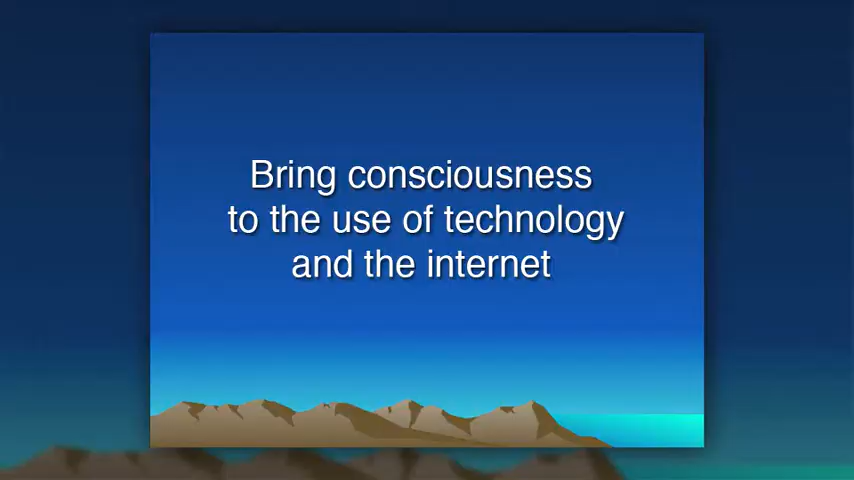 Bring consciousness
to the use of technology
and the internet